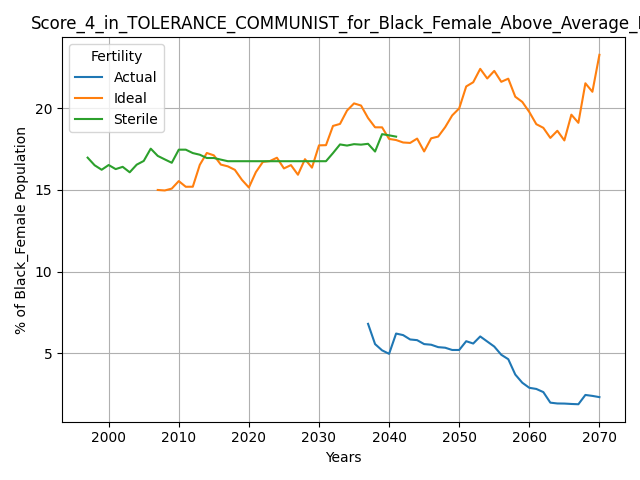 Score_4_in_TOLERANCE_COMMUNIST_for_Black_Female_Above_Average_
Fertility
Actual
Ideal
Sterile
% of Black_Female Population
20
15
10
5
2000 2010 2020 2030 2040 2050 2060 2070
Years